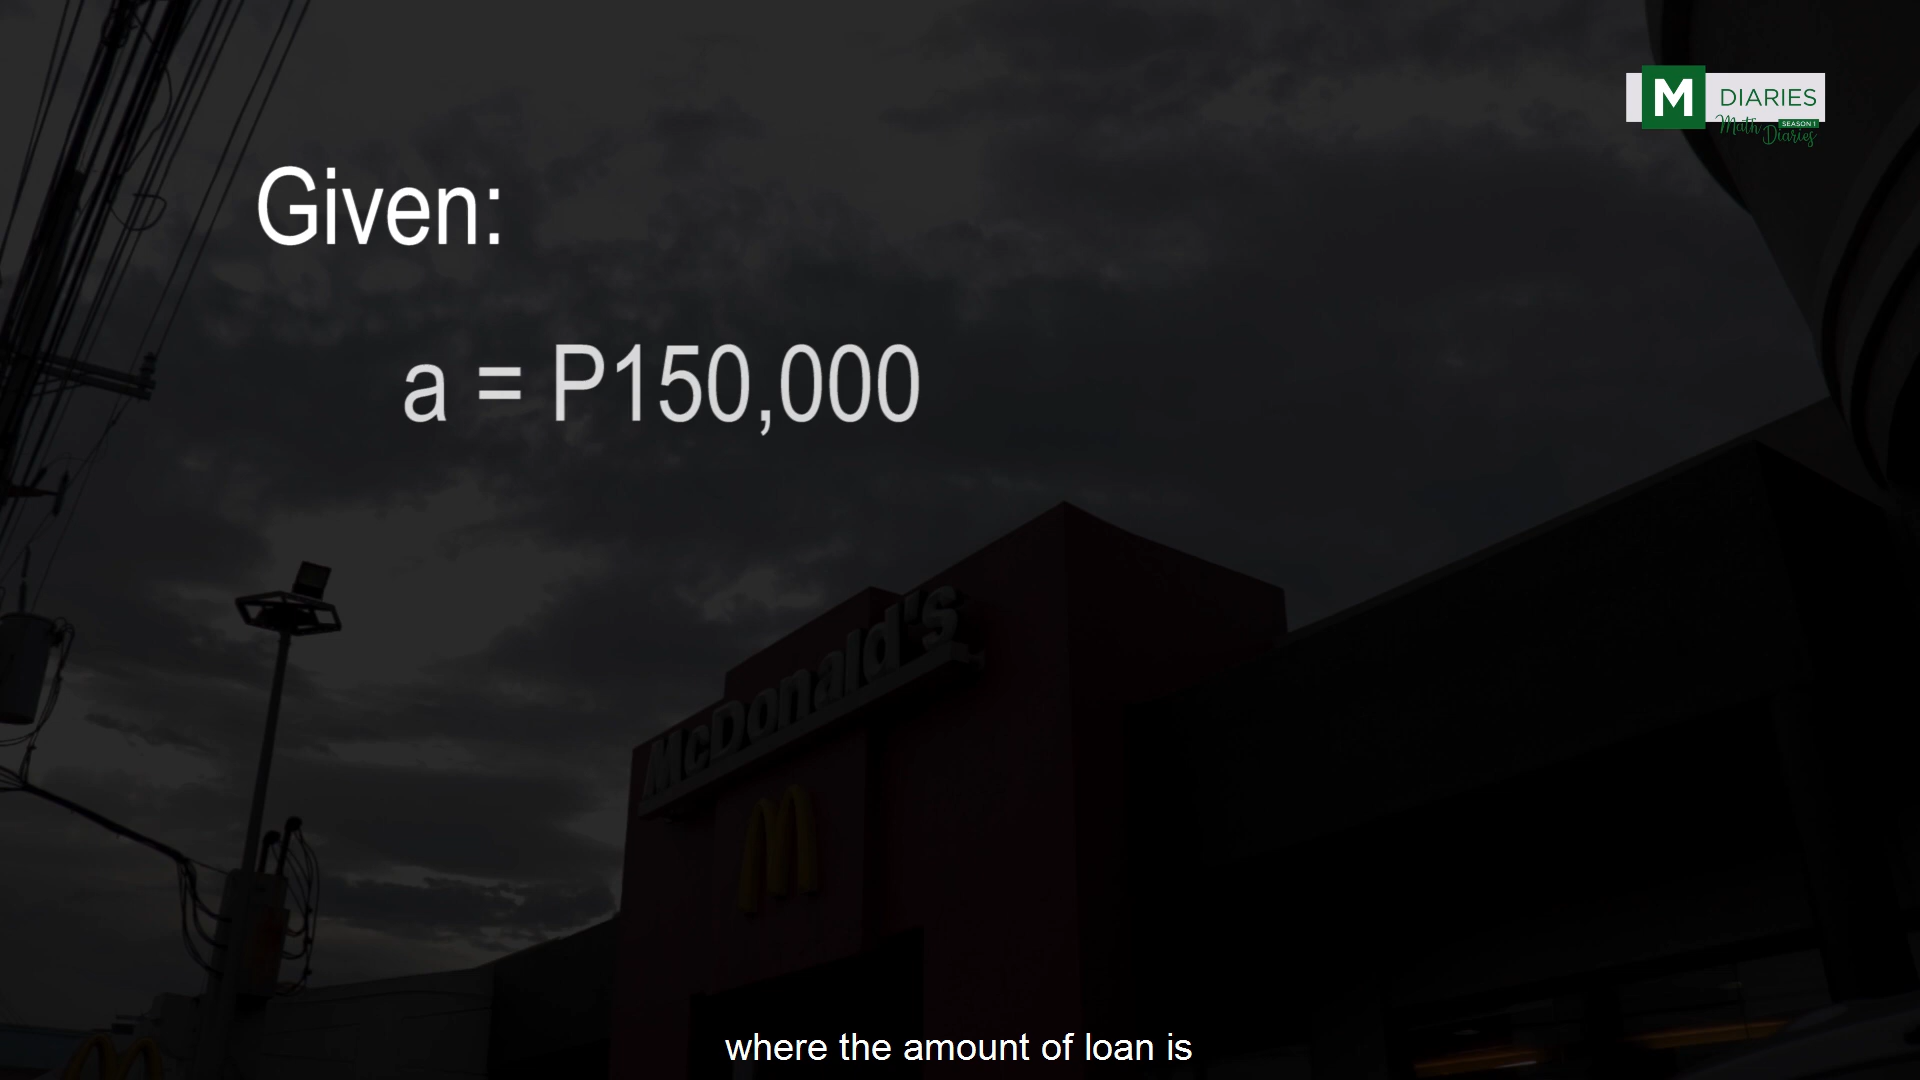 M DIARIES
Math Diaries
SEASON 1
Given:
a = P150,000
McDonald's
where the amount of loan is